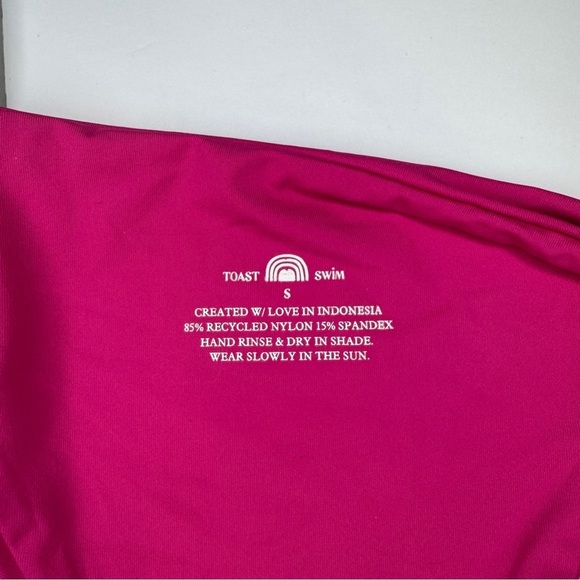 TOAST SWIM
S
CREATED W/ LOVE IN INDONESIA
85% RECYCLED NYLON 15% SPANDEX
HAND RINSE & DRY IN SHADE.
WEAR SLOWLY IN THE SUN.